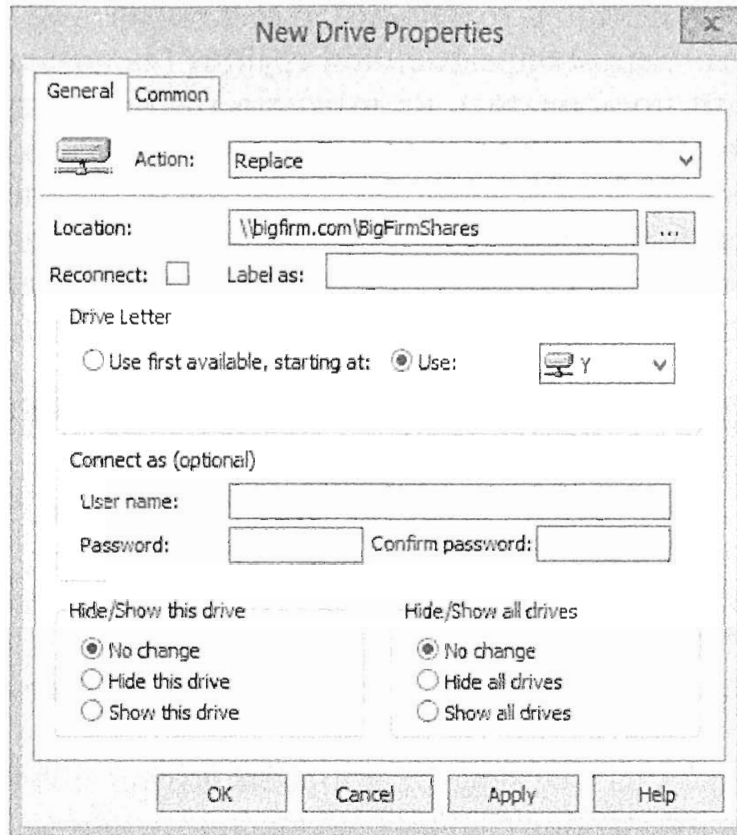 New Drive Properties
x
General Common
Action: Replace
Location: \\bigfirm.com\BigFirmShares ...
Reconnect: Label as:
Drive Letter
Use first available, starting at: Use: Y
Connect as (optional)
User name:
Password: Confirm password:
Hide/Show this drive Hide/Show all drives
No change No change
Hide this drive Hide all drives
Show this drive Show all drives
OK Cancel Apply Help